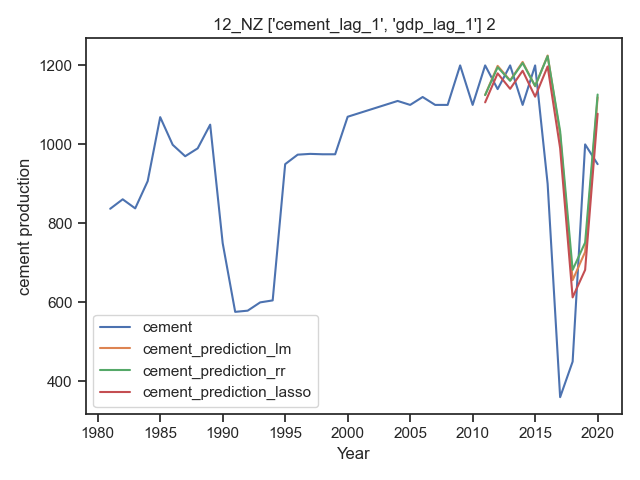 12_NZ ['cement_lag_1', 'gdp_lag_1'] 2
cement production
1200
1000
800
600
400
cement
cement_prediction_lm
cement_prediction_rr
cement_prediction_lasso
1980 1985 1990 1995 2000 2005 2010 2015 2020
Year